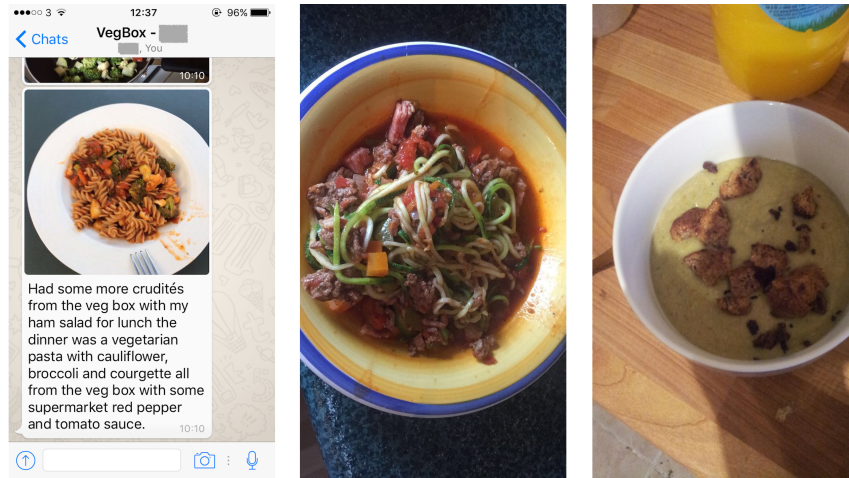 3 12:37 96%
Chats
VegBox -
, You
10:10
Had some more crudités
from the veg box with my
ham salad for lunch the
dinner was a vegetarian
pasta with cauliflower,
broccoli and courgette all
from the veg box with some
supermarket red pepper
and tomato sauce.
10:10